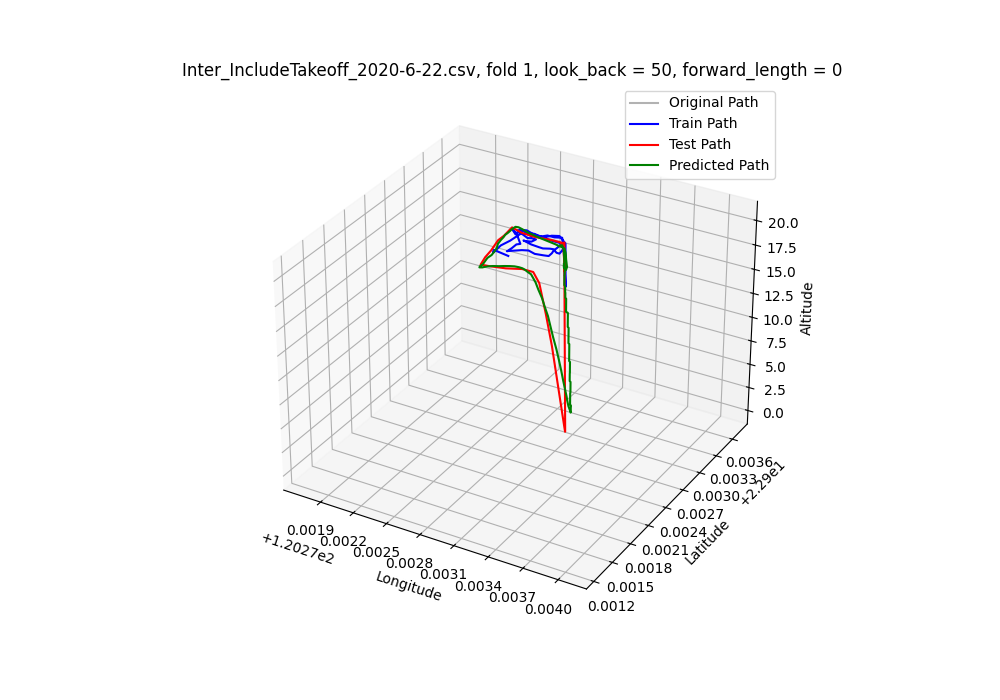 Inter_IncludeTakeoff_2020-6-22.csv, fold 1, look_back = 50, forward_length = 0
Original Path
Train Path
Test Path
Predicted Path
20.0
17.5
15.0
12.5
10.0
7.5
5.0
2.5
0.0
Altitude
0.0036
0.0033
0.0030
0.0027
0.0024
0.0021
0.0018
0.0015
0.0012
+2.29e1
Latitude
0.0019
0.0022
0.0025
0.0028
0.0031
0.0034
0.0037
0.0040
+1.2027e2
Longitude